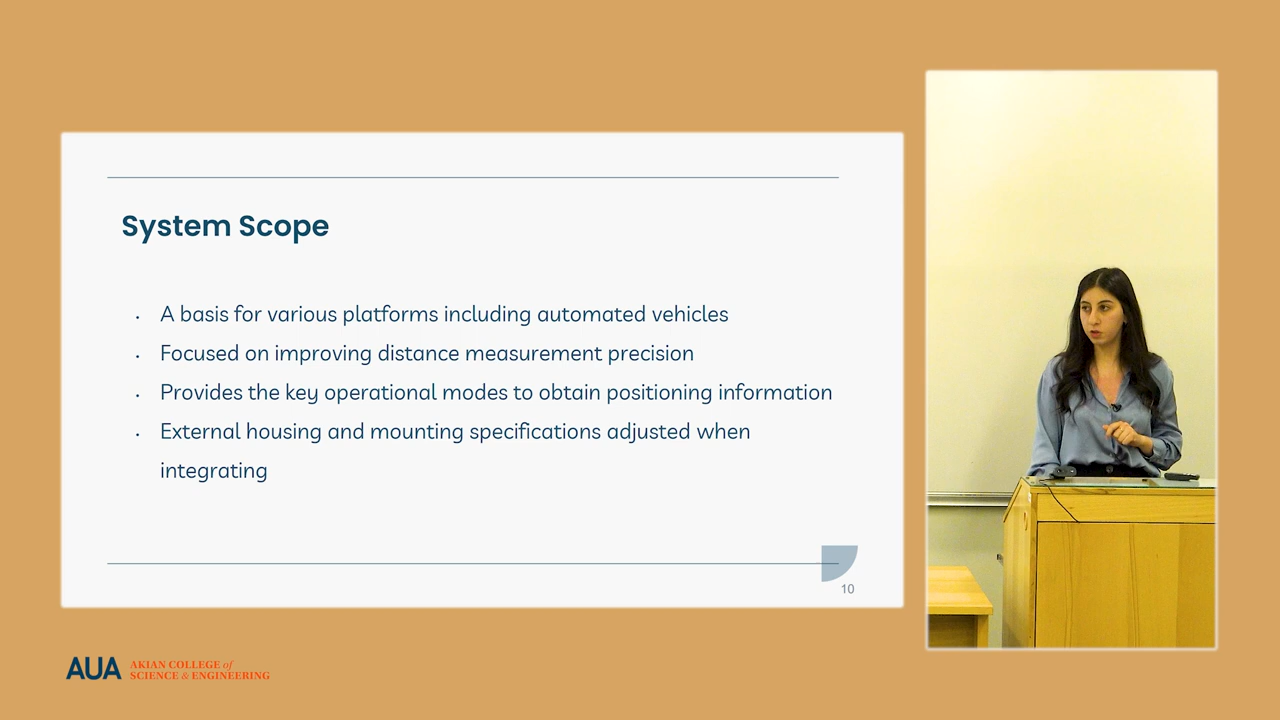 System Scope
· A basis for various platforms including automated vehicles
· Focused on improving distance measurement precision
· Provides the key operational modes to obtain positioning information
· External housing and mounting specifications adjusted when
integrating
10
AUA
AKIAN COLLEGE of
SCIENCE & ENGINEERING